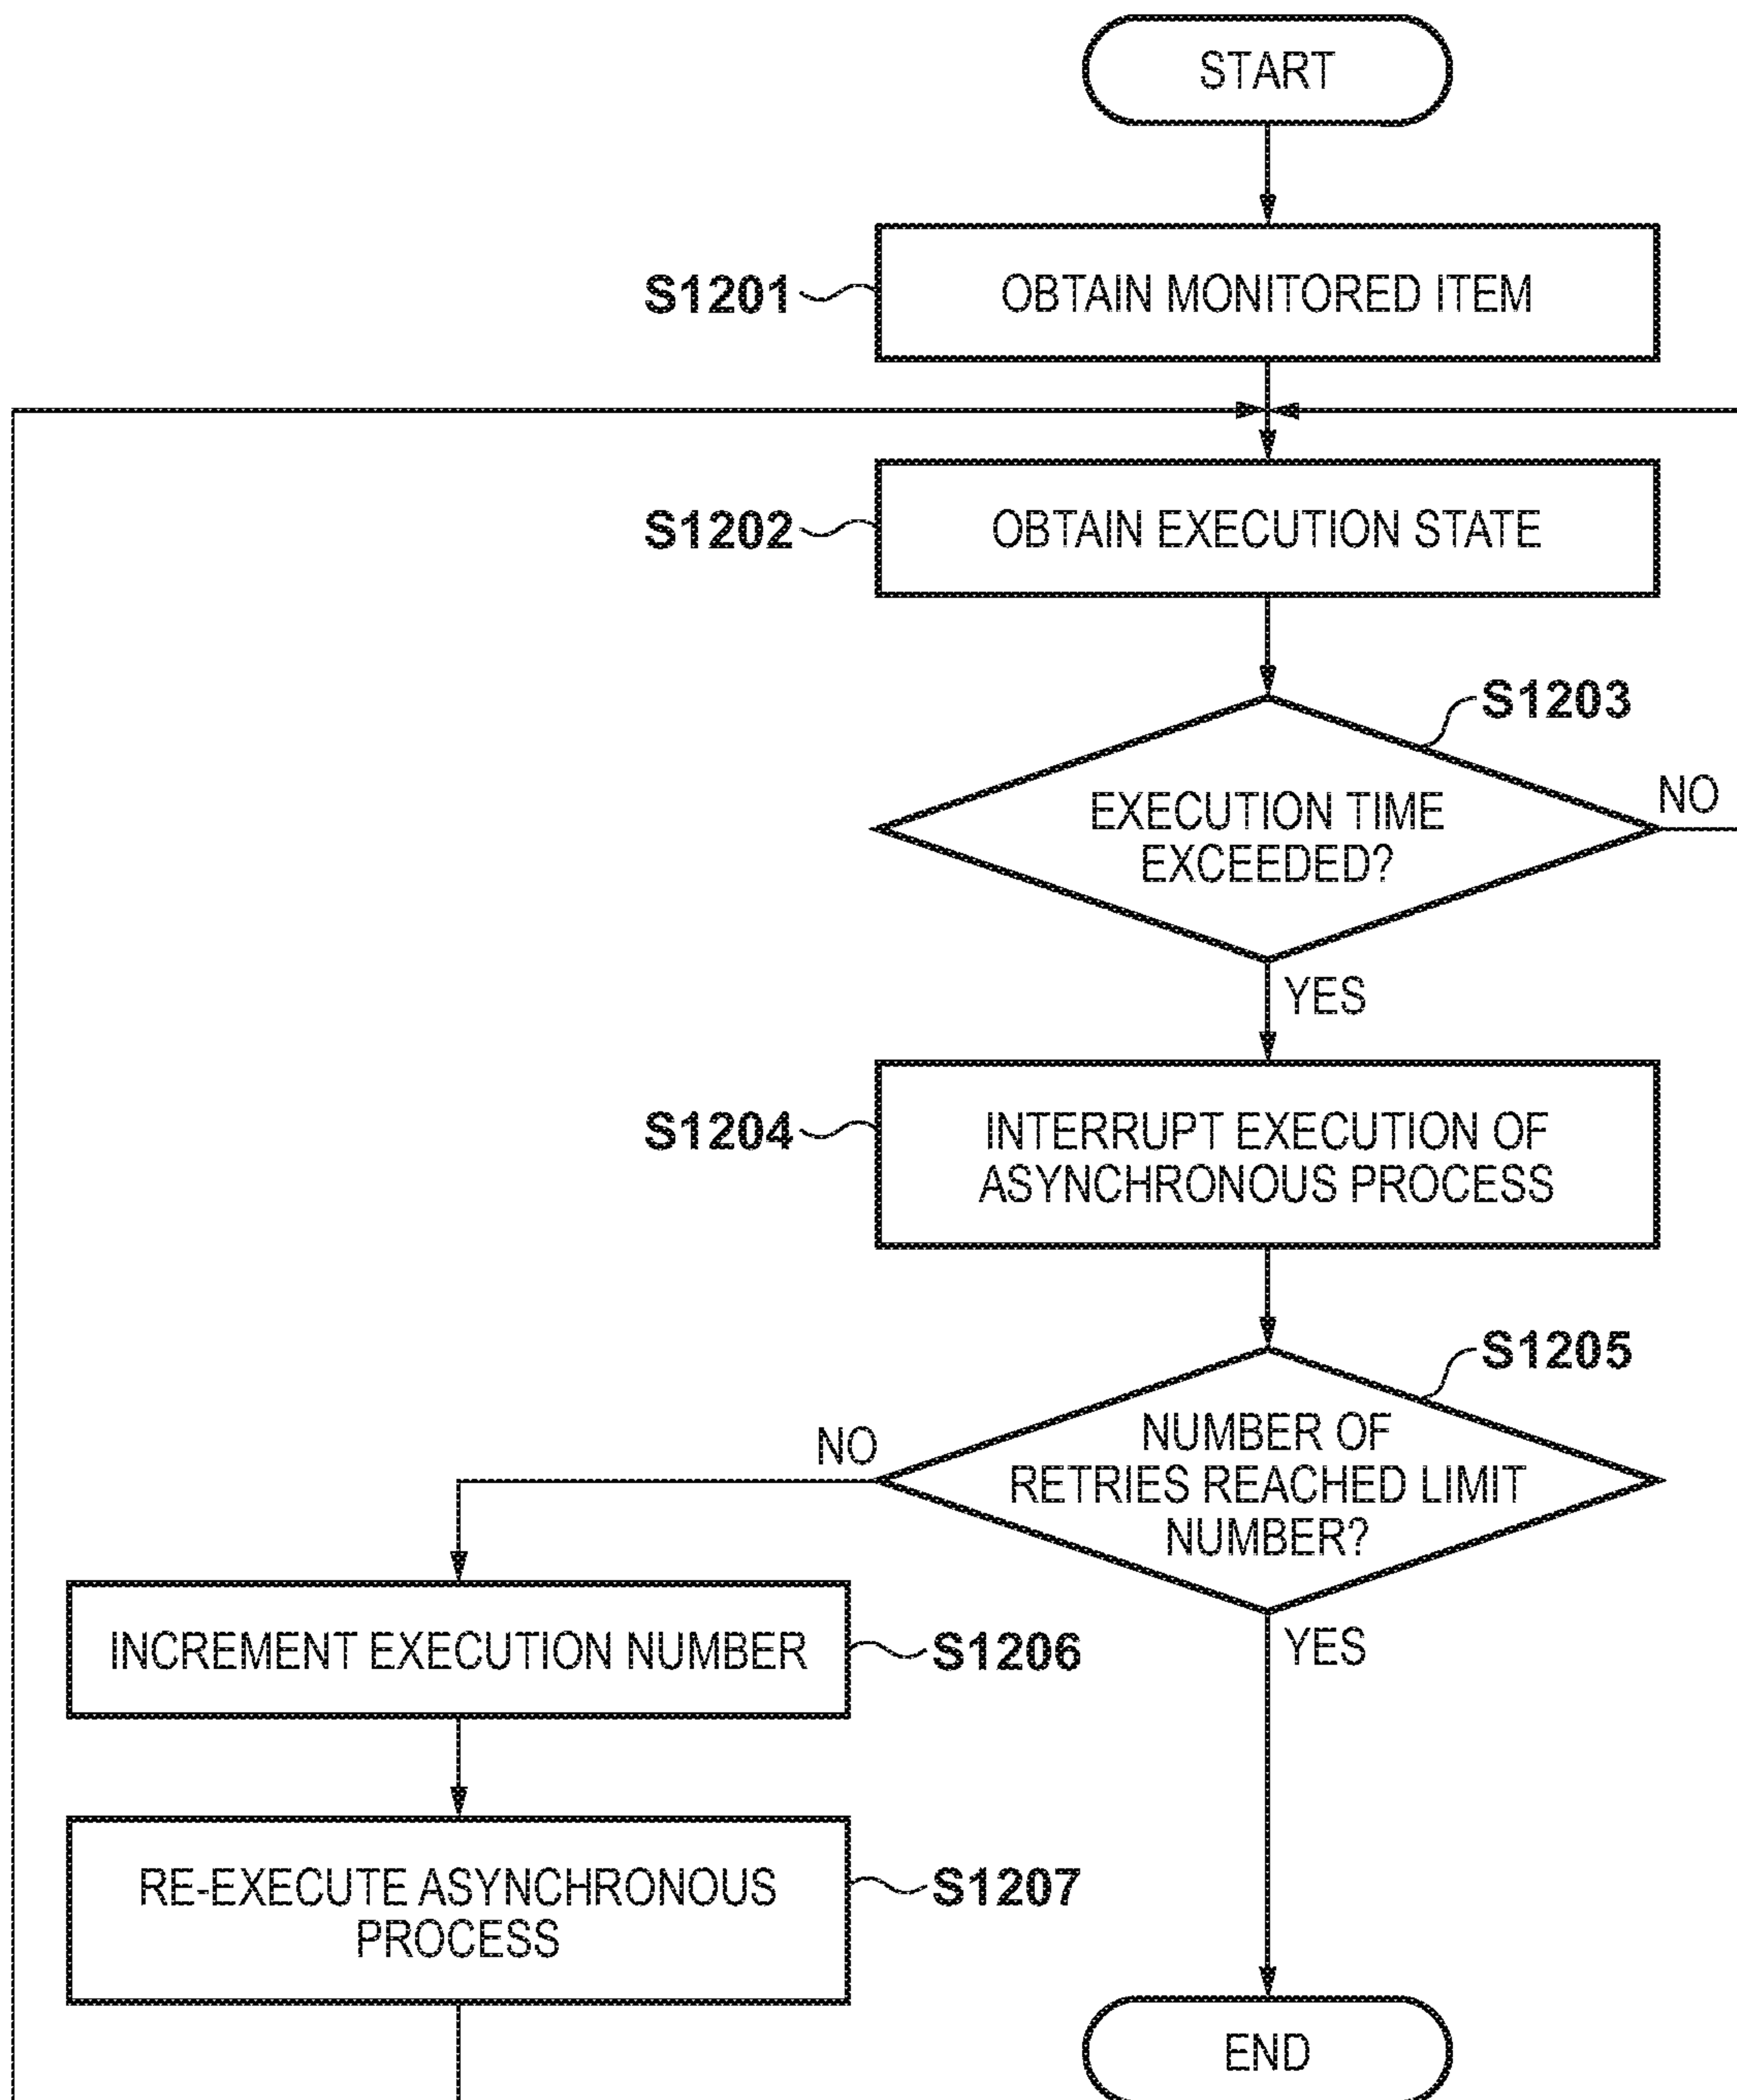 START
S1201
OBTAIN MONITORED ITEM
S1202
OBTAIN EXECUTION STATE
S1203
EXECUTION TIME
EXCEEDED?
NO
YES
S1204
INTERRUPT EXECUTION OF
ASYNCHRONOUS PROCESS
S1205
NUMBER OF
RETRIES REACHED LIMIT
NUMBER?
NO
YES
INCREMENT EXECUTION NUMBER
S1206
RE-EXECUTE ASYNCHRONOUS
PROCESS
S1207
END